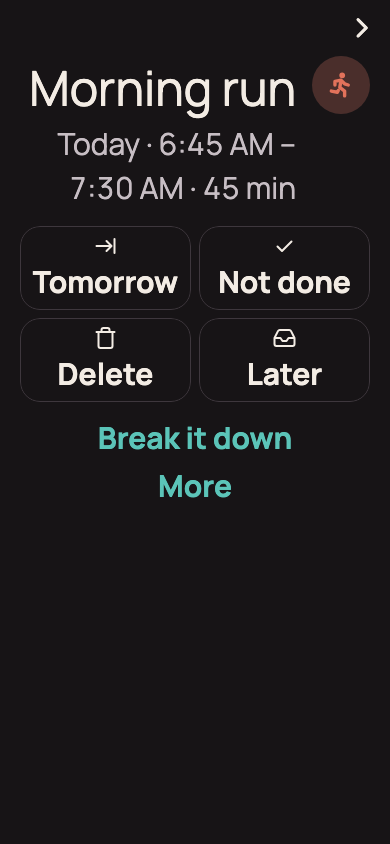 Morning run
Today · 6:45 AM –
7:30 AM · 45 min
Tomorrow
Not done
Delete
Later
Break it down
More